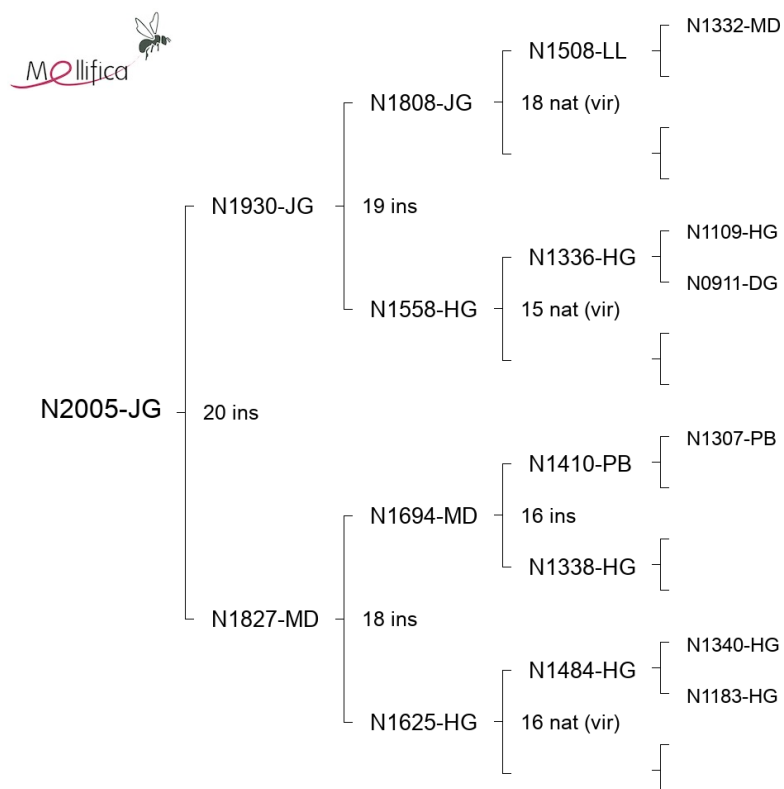 Mellifica
N1332-MD
N1508-LL
N1808-JG
18 nat (vir)
N1930-JG
19 ins
N1109-HG
N1336-HG
N0911-DG
N1558-HG
15 nat (vir)
N2005-JG
20 ins
N1307-PB
N1410-PB
N1694-MD
16 ins
N1338-HG
N1827-MD
18 ins
N1340-HG
N1484-HG
N1183-HG
N1625-HG
16 nat (vir)